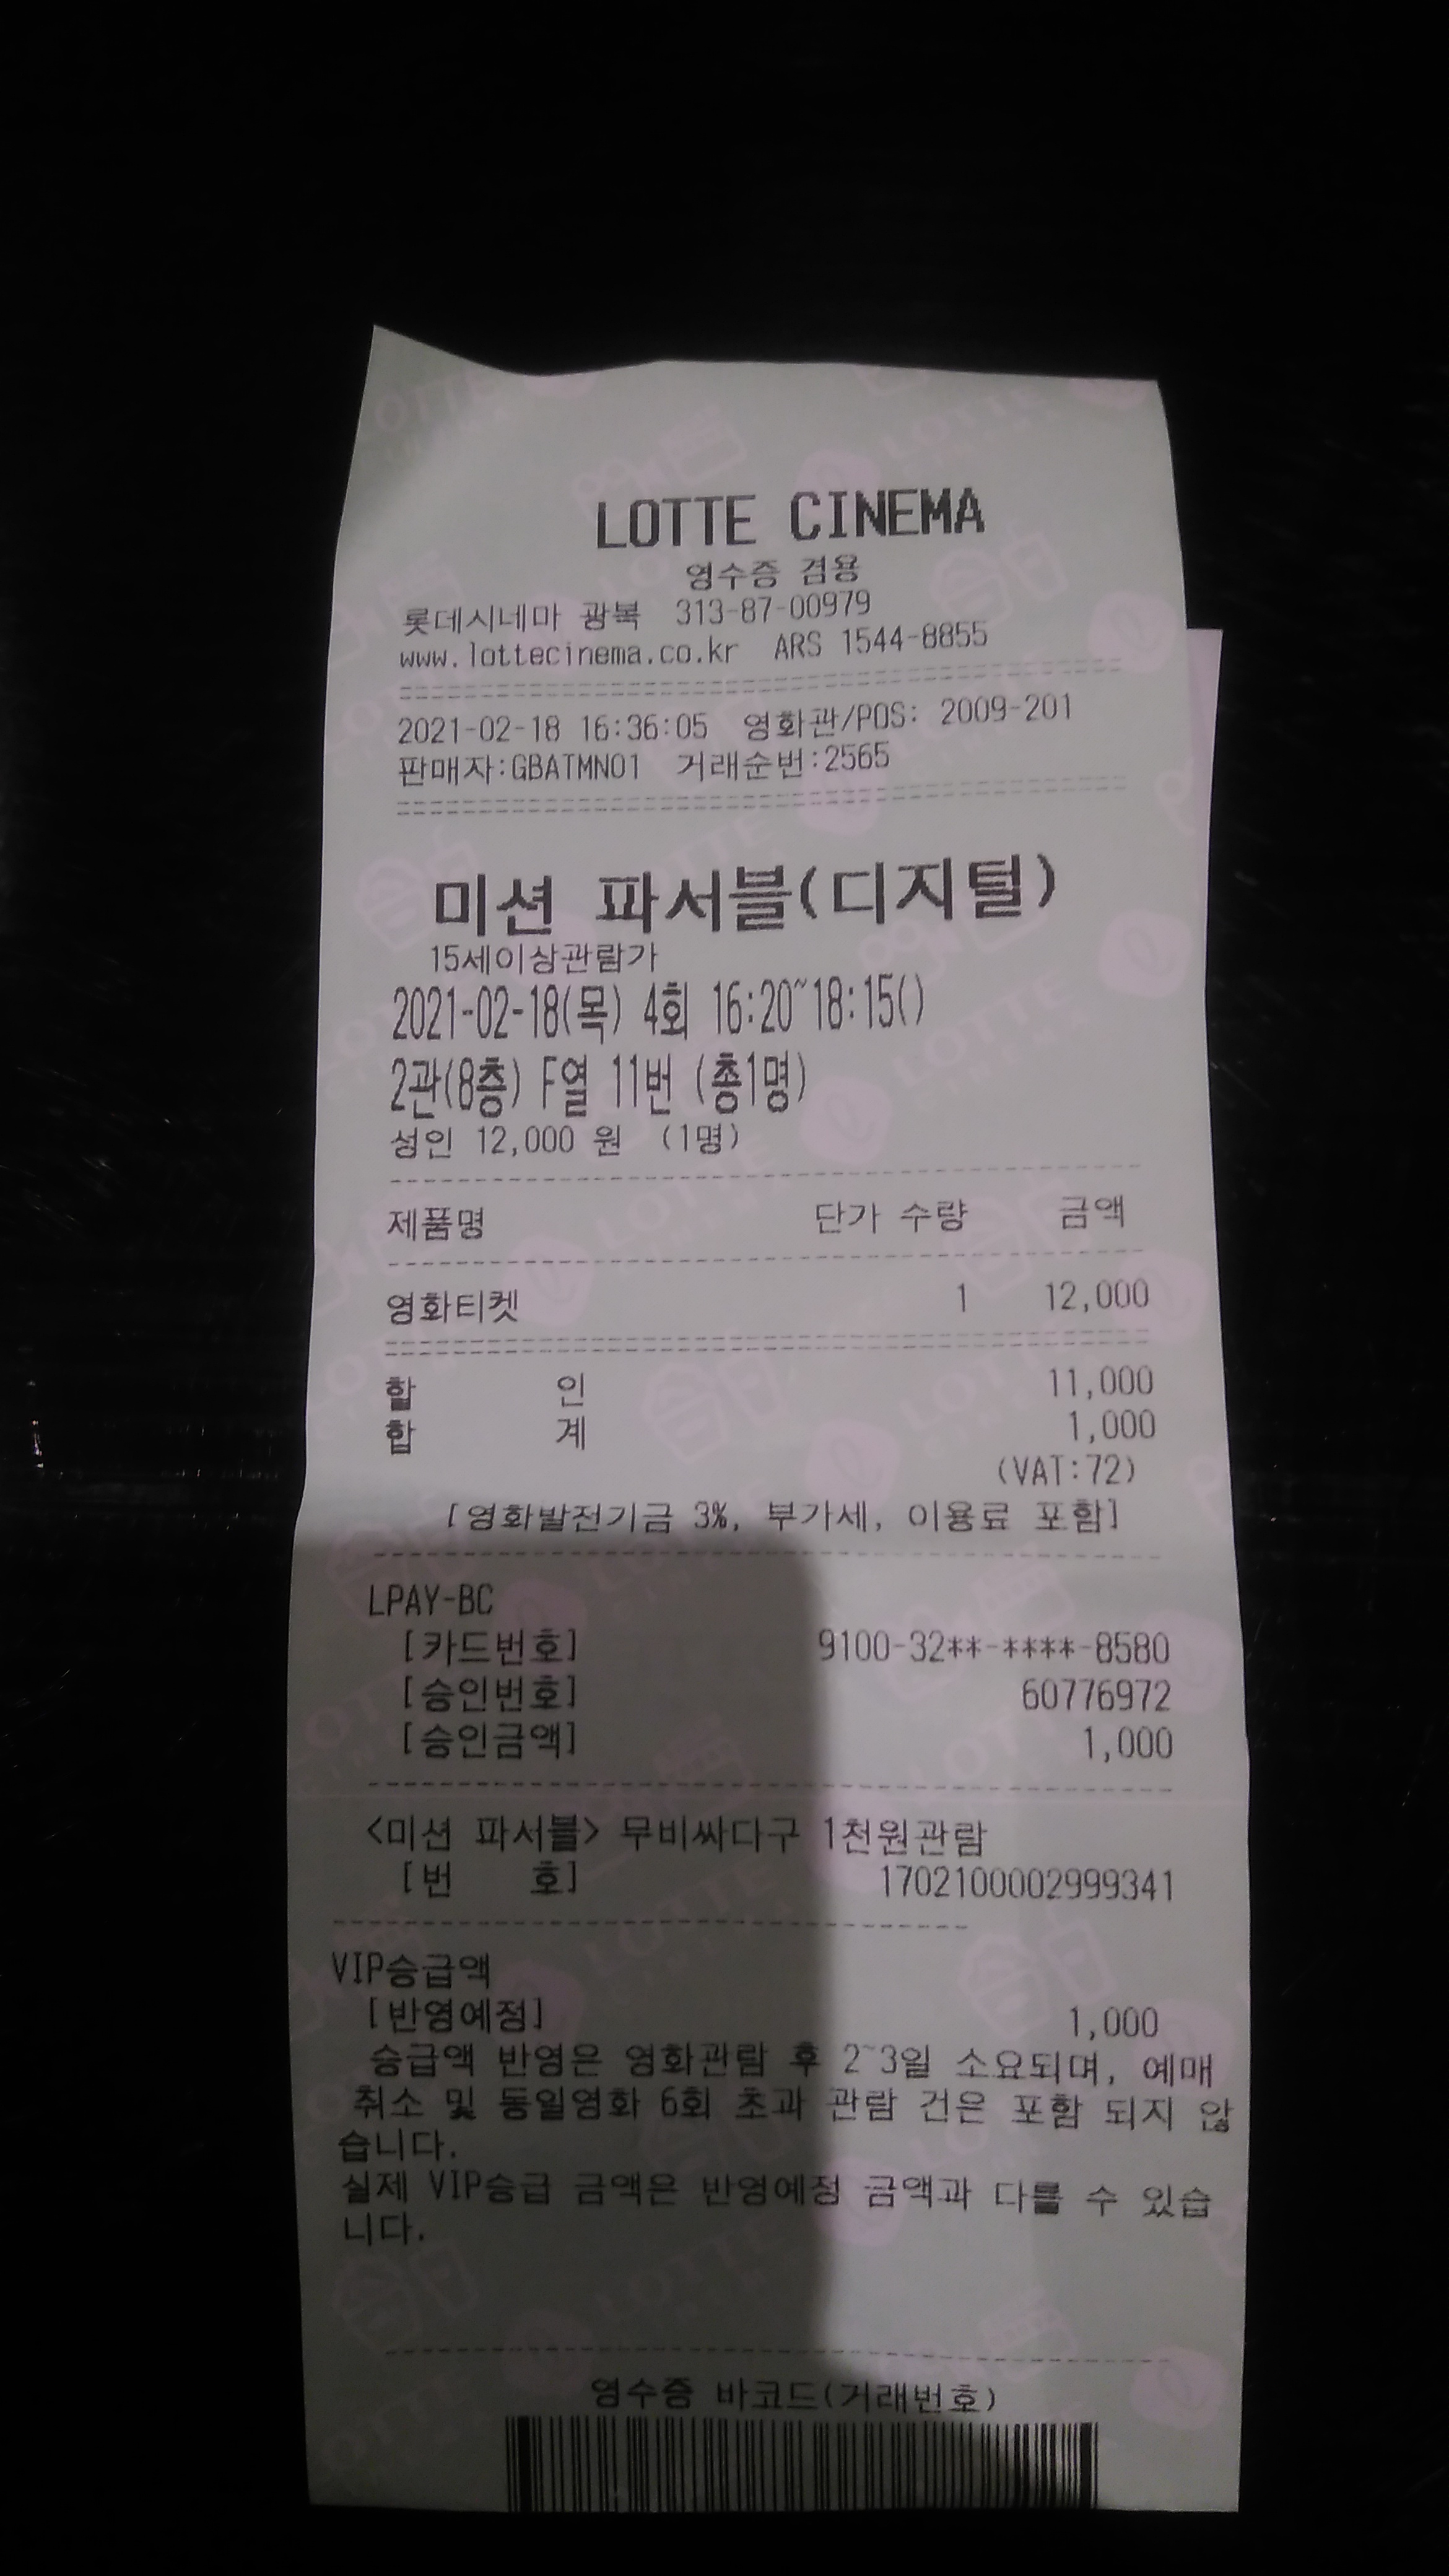 LOTTE CINEMA
영수증 겸용
롯데시네마 광복 313-87-00979
www.lottecinema.co.kr ARS 1544-8855
2021-02-18 16:36:05 영화관/POS: 2009-201
판매자:GBATMN01 거래순번:2565
미션 파서블(디지털)
15세이상관람가
2021-02-18(목) 4회 16:20~18:15()
2관(8층) F열 11번 (총1명)
성인 12,000 원 (1명)
제품명 단가 수량 금액
영화티켓 1 12,000
할 인 11,000
합 계 1,000
(VAT:72)
[영화발전기금 3%, 부가세, 이용료 포함]
LPAY-BC
[카드번호] 9100-32**-****-8580
[승인번호] 60776972
[승인금액] 1,000
<미션 파서블> 무비싸다구 1천원관람
[번 호] 1702100002999341
VIP승급액
[반영예정] 1,000
승급액 반영은 영화관람 후 2~3일 소요되며, 예매
취소 및 동일영화 6회 초과 관람 건은 포함 되지 않
습니다.
실제 VIP승급 금액은 반영예정 금액과 다를 수 있습
니다.
영수증 바코드(거래번호)